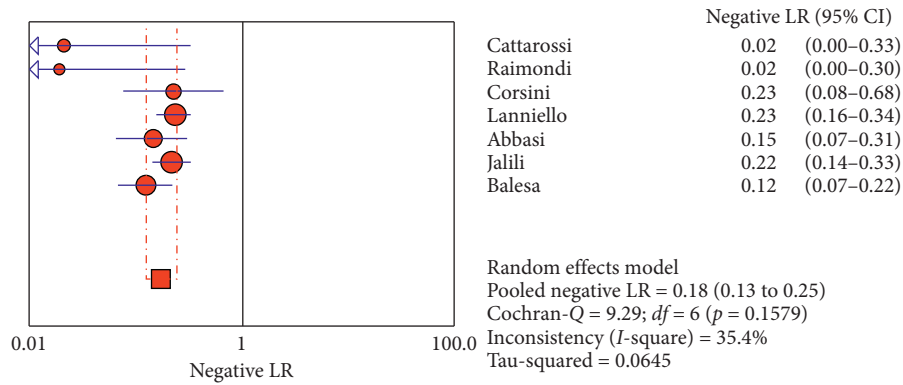 Negative LR (95% CI)
Cattarossi 0.02 (0.00–0.33)
Raimondi 0.02 (0.00–0.30)
Corsini 0.23 (0.08–0.68)
Lanniello 0.23 (0.16–0.34)
Abbasi 0.15 (0.07–0.31)
Jalili 0.22 (0.14–0.33)
Balesa 0.12 (0.07–0.22)
Random effects model
Pooled negative LR = 0.18 (0.13 to 0.25)
Cochran-Q = 9.29; df = 6 (p = 0.1579)
Inconsistency (I-square) = 35.4%
Tau-squared = 0.0645
0.01 1 100.0
Negative LR